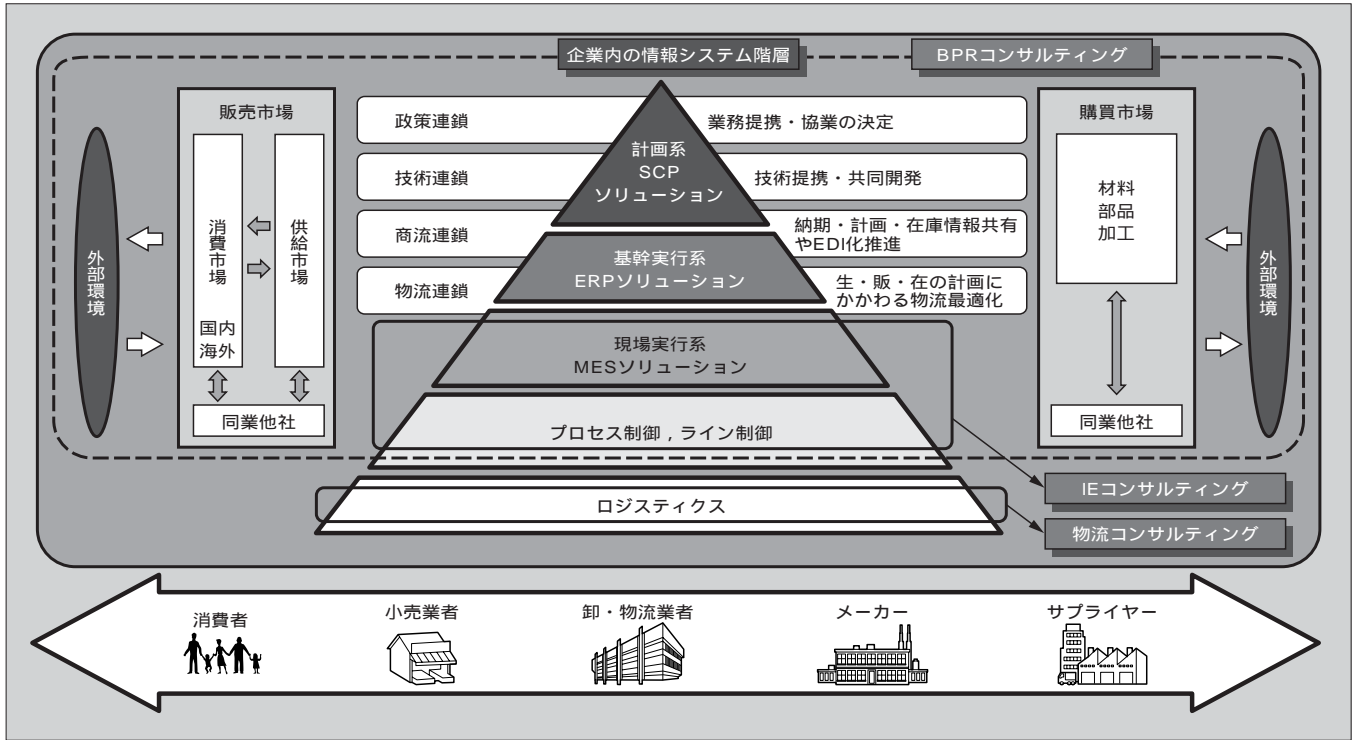 企業内の情報システム階層
BPRコンサルティング
販売市場
購買市場
政策連鎖
業務提携・協業の決定
計画系
SCP
ソリューション
技術連鎖
技術提携・共同開発
材料
部品
加工
消費市場
供給市場
国内
海外
商流連鎖
納期・計画・在庫情報共有
やEDI化推進
外部環境
外部環境
基幹実行系
ERPソリューション
物流連鎖
生・販・在の計画に
かかわる物流最適化
現場実行系
MESソリューション
同業他社
同業他社
プロセス制御，ライン制御
IEコンサルティング
ロジスティクス
物流コンサルティング
消費者
小売業者
卸・物流業者
メーカー
サプライヤー